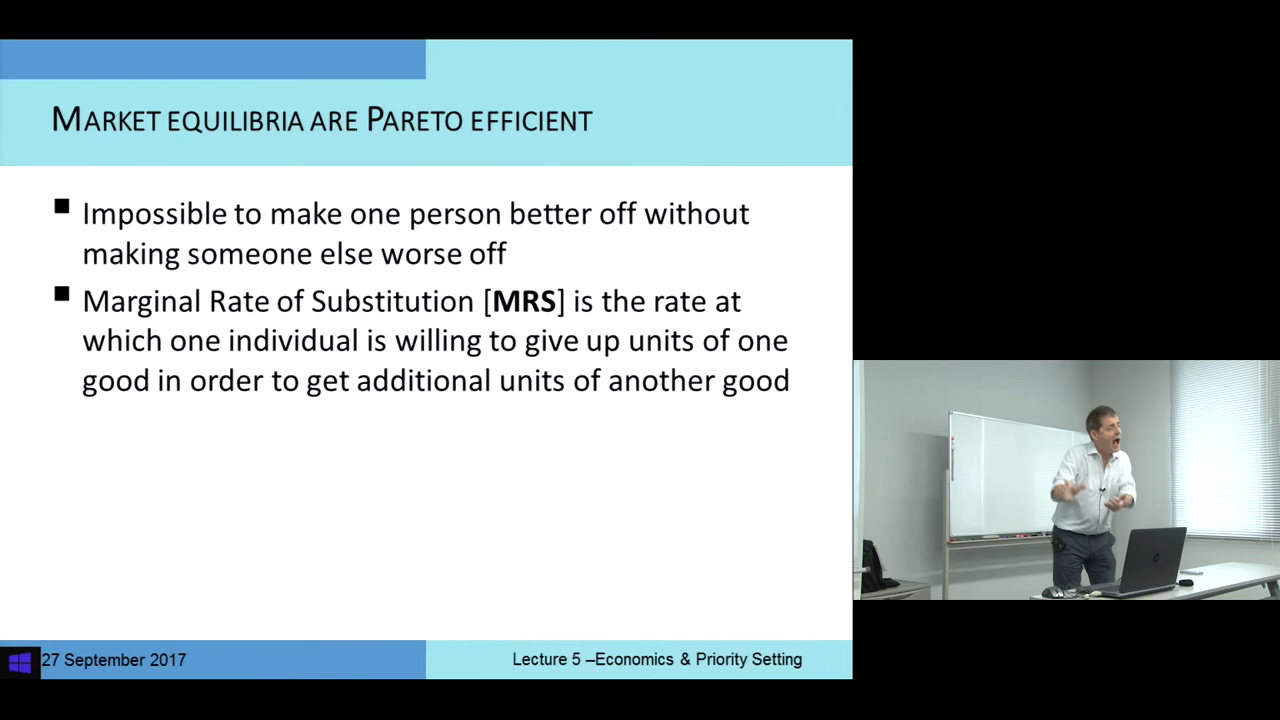 MARKET EQUILIBRIA ARE PARETO EFFICIENT
■ Impossible to make one person better off without
making someone else worse off
■ Marginal Rate of Substitution [MRS] is the rate at
which one individual is willing to give up units of one
good in order to get additional units of another good
27 September 2017
Lecture 5 –Economics & Priority Setting